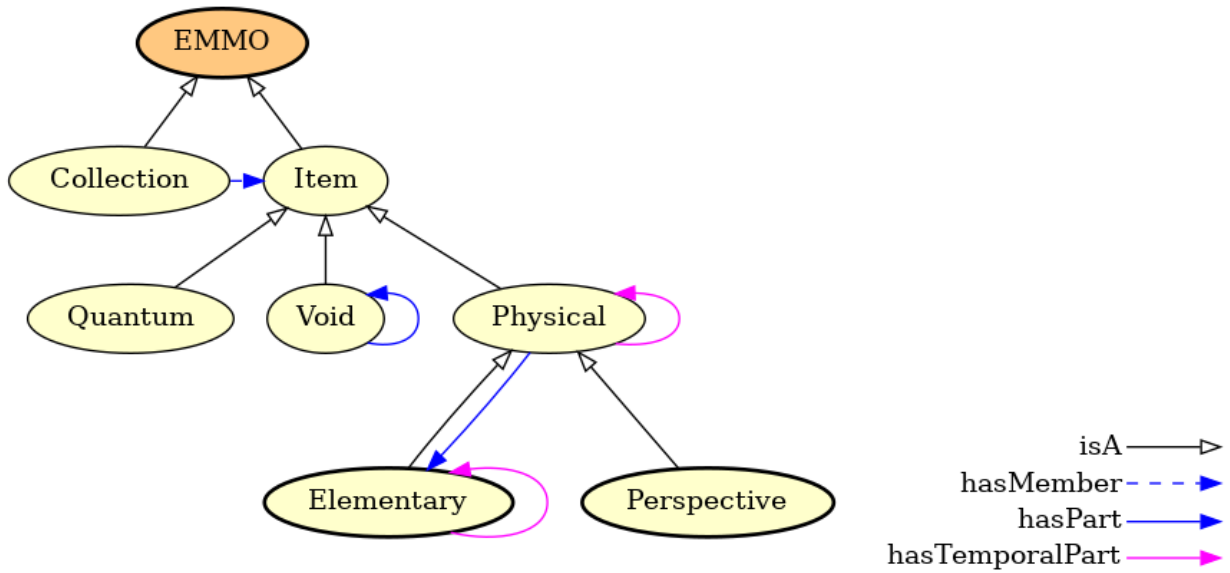 EMMO
Collection
Item
Quantum
Void
Physical
Elementary
Perspective
isA
hasMember
hasPart
hasTemporalPart